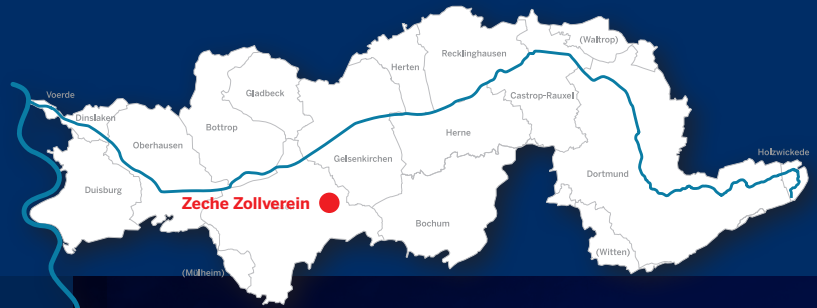 (Waltrop)
Recklinghausen
Herten
Gladbeck
Voerde
Castrop-Rauxel
Dinslaken
Bottrop
Herne
Oberhausen
Holzwickede
Gelsenkirchen
Dortmund
Duisburg
Zeche Zollverein
Bochum
(Witten)
(Mülheim)